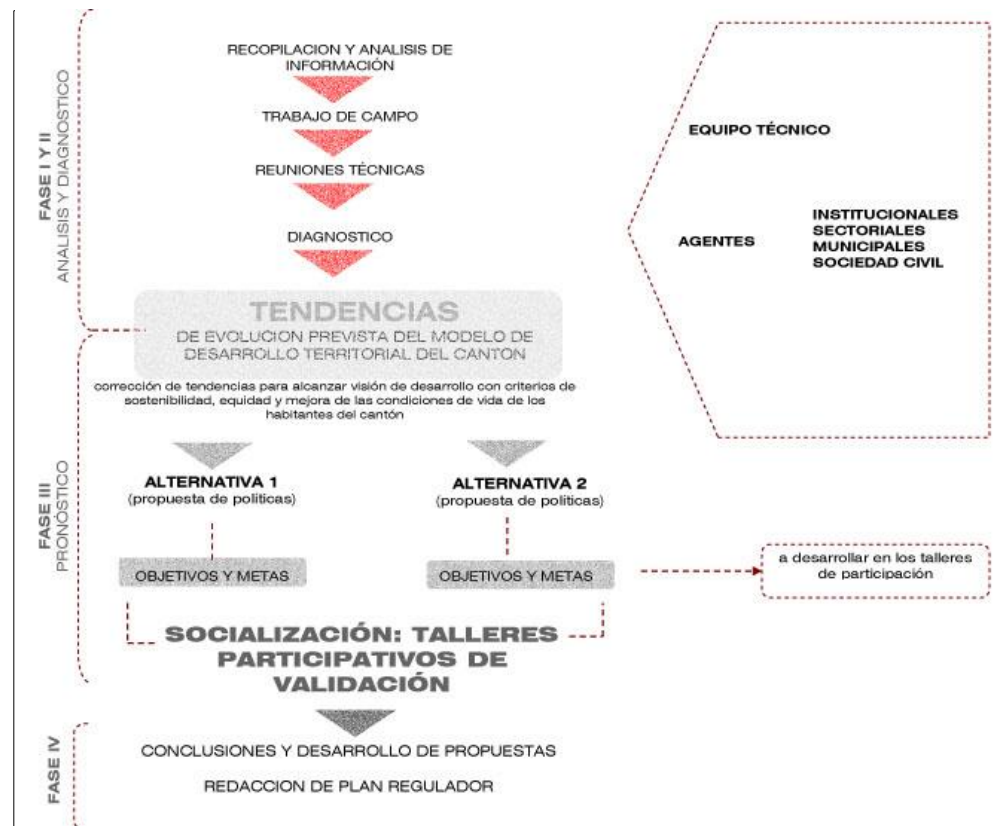 FASE I Y II
ANALISIS Y DIAGNOSTICO
RECOPILACION Y ANALISIS DE
INFORMACIÓN
TRABAJO DE CAMPO
REUNIONES TÉCNICAS
DIAGNOSTICO
EQUIPO TÉCNICO
AGENTES
INSTITUCIONALES
SECTORIALES
MUNICIPALES
SOCIEDAD CIVIL
TENDENCIAS
DE EVOLUCION PREVISTA DEL MODELO DE
DESARROLLO TERRITORIAL DEL CANTON
FASE III
PRONÓSTICO
corrección de tendencias para alcanzar visión de desarrollo con criterios de
sostenibilidad, equidad y mejora de las condiciones de vida de los
habitantes del cantón
ALTERNATIVA 1
(propuesta de políticas)
ALTERNATIVA 2
(propuesta de políticas)
OBJETIVOS Y METAS
OBJETIVOS Y METAS
a desarrollar en los talleres
de participación
SOCIALIZACIÓN: TALLERES
PARTICIPATIVOS DE
VALIDACIÓN
FASE IV
CONCLUSIONES Y DESARROLLO DE PROPUESTAS
REDACCION DE PLAN REGULADOR